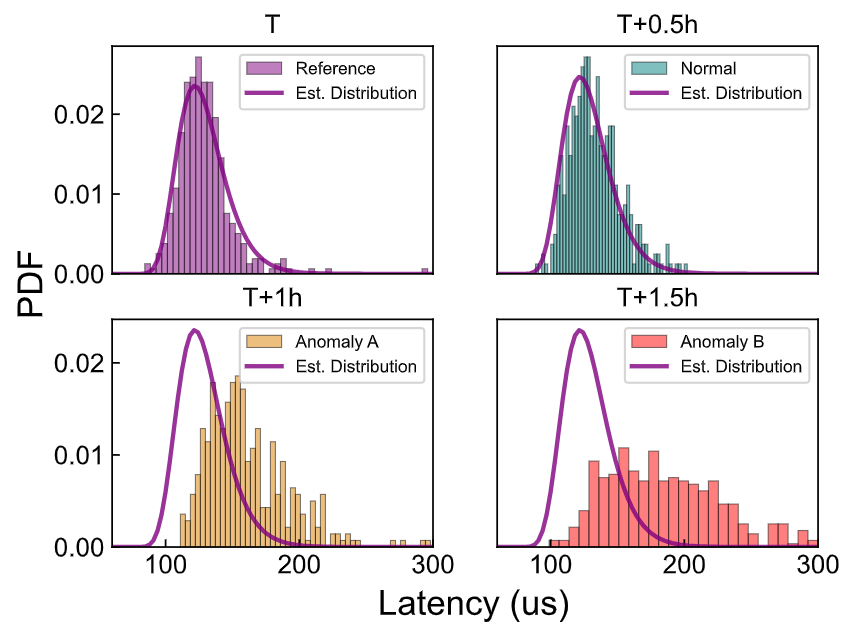 T
T+0.5h
Reference
Est. Distribution
Normal
Est. Distribution
0.02
0.01
0.00
PDF
T+1h
T+1.5h
Anomaly A
Est. Distribution
Anomaly B
Est. Distribution
0.02
0.01
0.00
100
200
300
100
200
300
Latency (us)